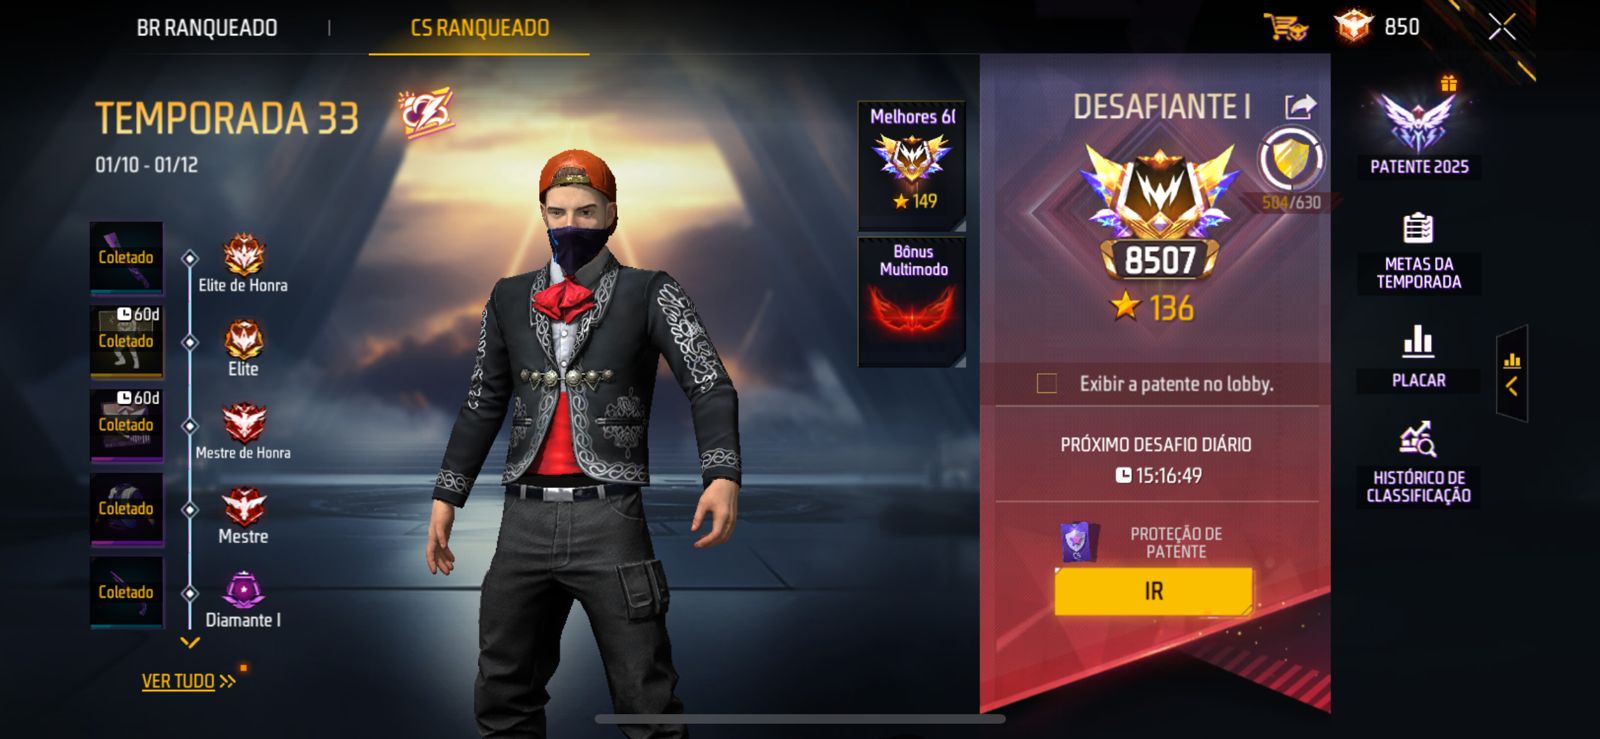 BR RANQUEADO
CS RANQUEADO
850
TEMPORADA 33
01/10 - 01/12
Coletado
Elite de Honra
60d
Coletado
Elite
60d
Coletado
Mestre de Honra
Coletado
Mestre
Coletado
Diamante I
VER TUDO
Melhores 6
149
Bônus
Multimodo
DESAFIANTE I
504/630
8507
136
Exibir a patente no lobby.
PRÓXIMO DESAFIO DIÁRIO
15:16:49
PROTEÇÃO DE
PATENTE
IR
PATENTE 2025
METAS DA
TEMPORADA
PLACAR
HISTÓRICO DE
CLASSIFICAÇÃO